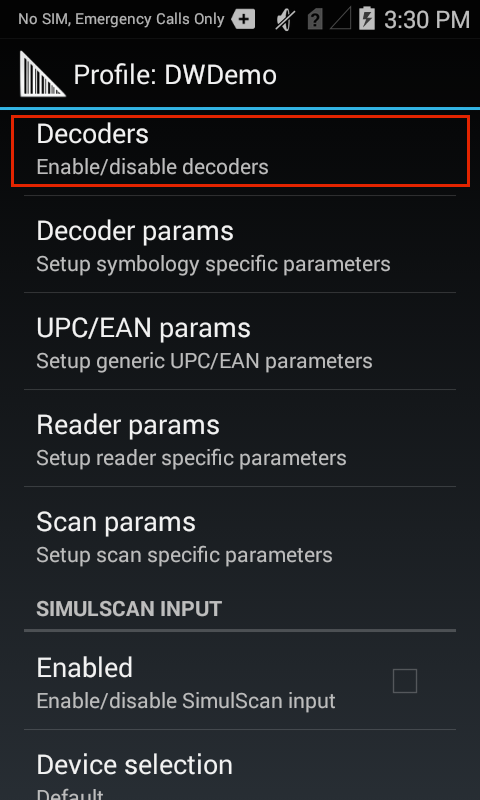 No SIM, Emergency Calls Only 3:30 PM
Profile: DWDemo
Decoders
Enable/disable decoders
Decoder params
Setup symbology specific parameters
UPC/EAN params
Setup generic UPC/EAN parameters
Reader params
Setup reader specific parameters
Scan params
Setup scan specific parameters
SIMULSCAN INPUT
Enabled
Enable/disable SimulScan input
Device selection
Default